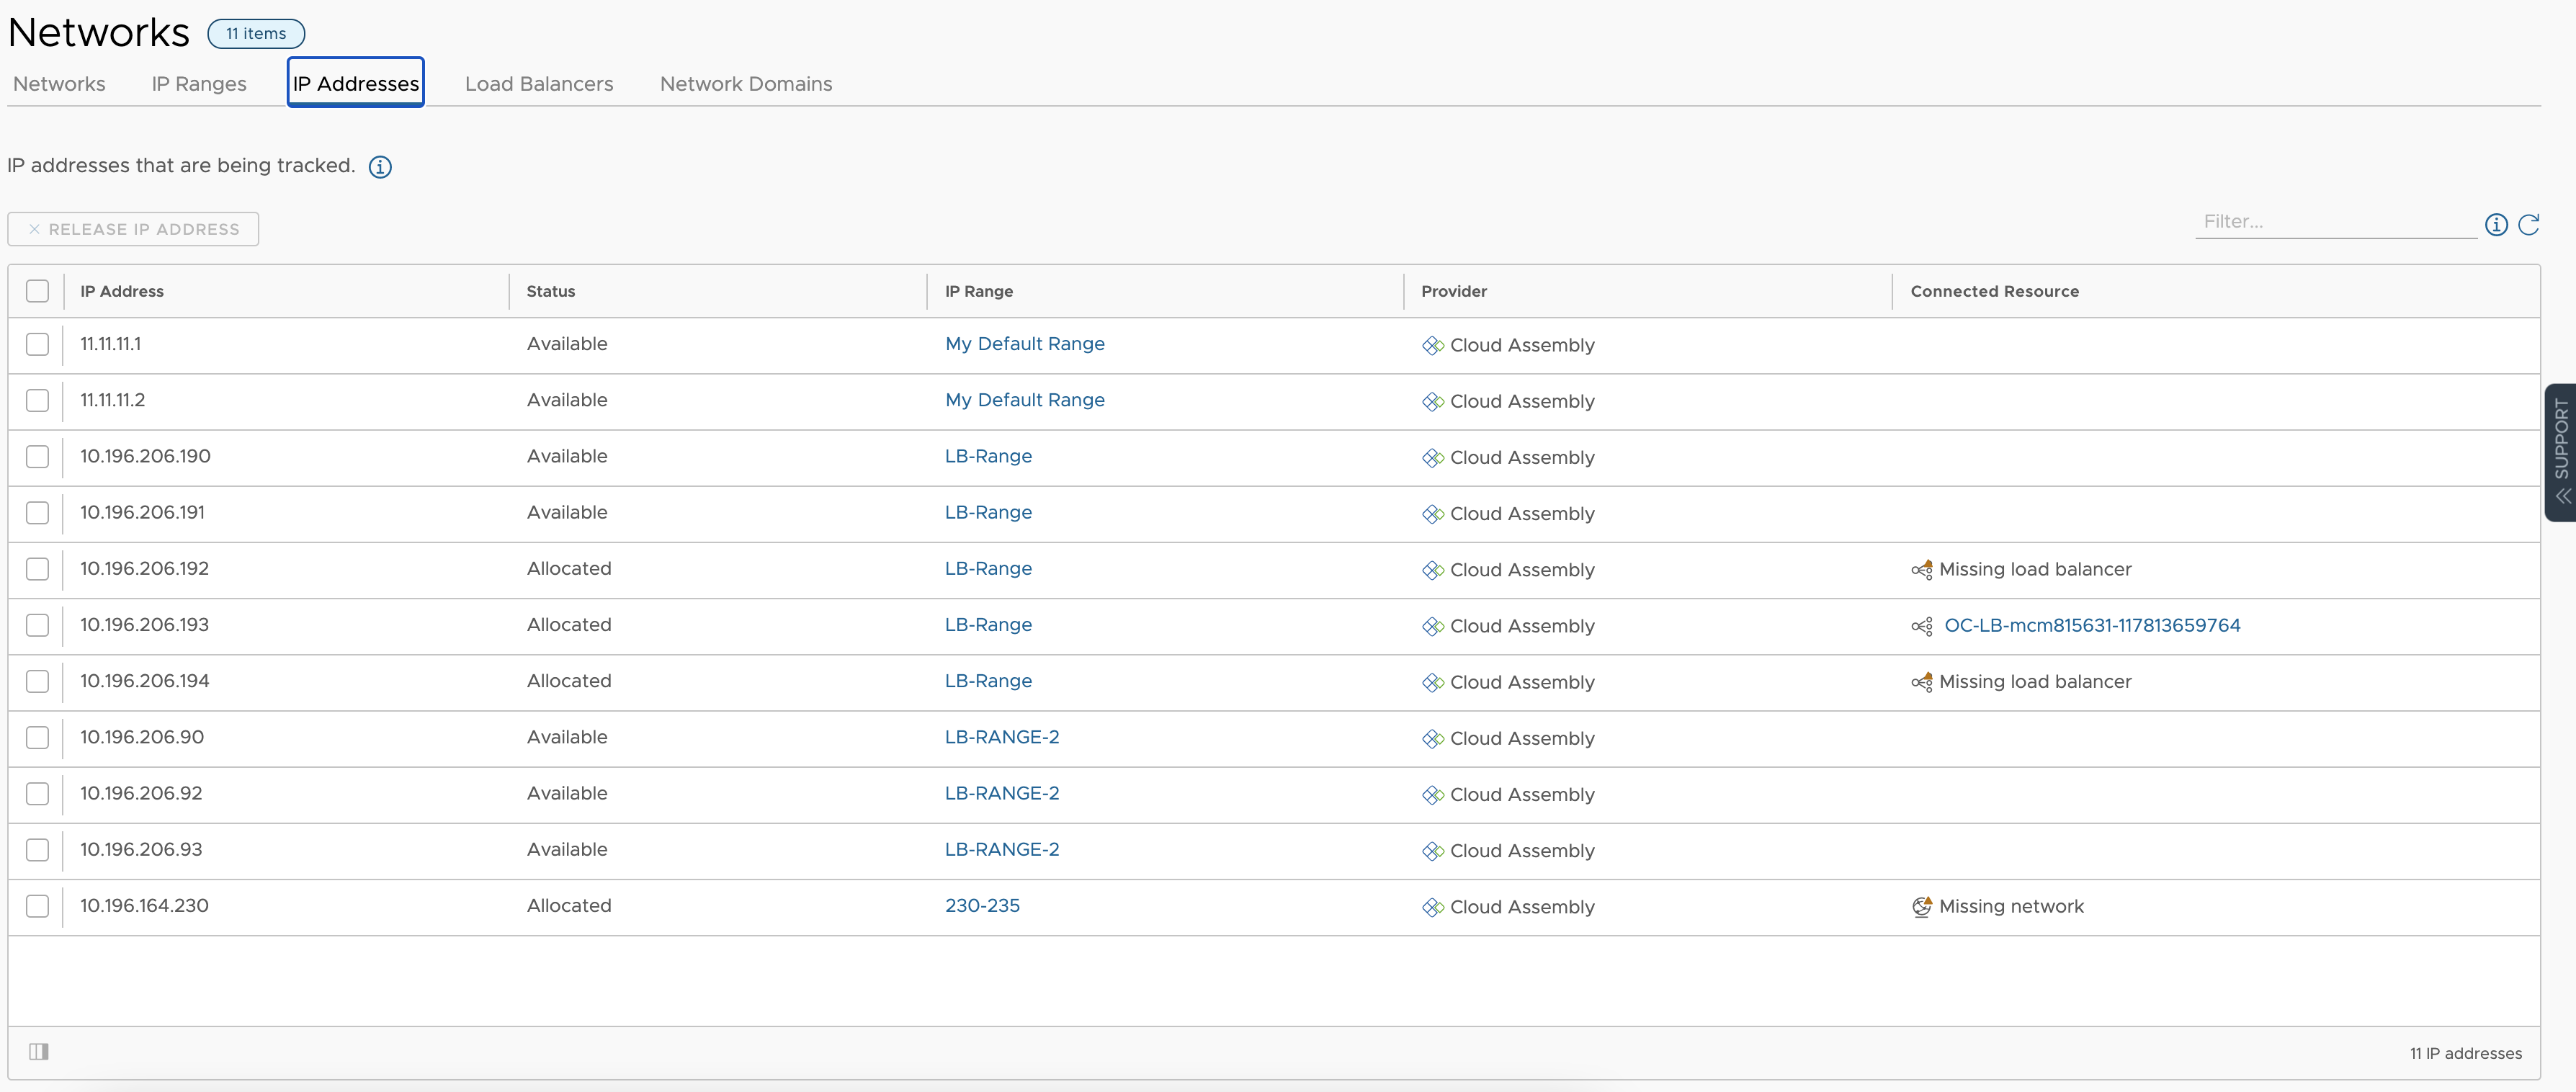 Networks 11 items
Networks IP Ranges IP Addresses Load Balancers Network Domains
IP addresses that are being tracked.
RELEASE IP ADDRESS Filter...
IP Address Status IP Range Provider Connected Resource
11.11.11.1 Available My Default Range Cloud Assembly
11.11.11.2 Available My Default Range Cloud Assembly
10.196.206.190 Available LB-Range Cloud Assembly
10.196.206.191 Available LB-Range Cloud Assembly
10.196.206.192 Allocated LB-Range Cloud Assembly Missing load balancer
10.196.206.193 Allocated LB-Range Cloud Assembly OC-LB-mcm815631-117813659764
10.196.206.194 Allocated LB-Range Cloud Assembly Missing load balancer
10.196.206.90 Available LB-RANGE-2 Cloud Assembly
10.196.206.92 Available LB-RANGE-2 Cloud Assembly
10.196.206.93 Available LB-RANGE-2 Cloud Assembly
10.196.164.230 Allocated 230-235 Cloud Assembly Missing network
11 IP addresses
SUPPORT